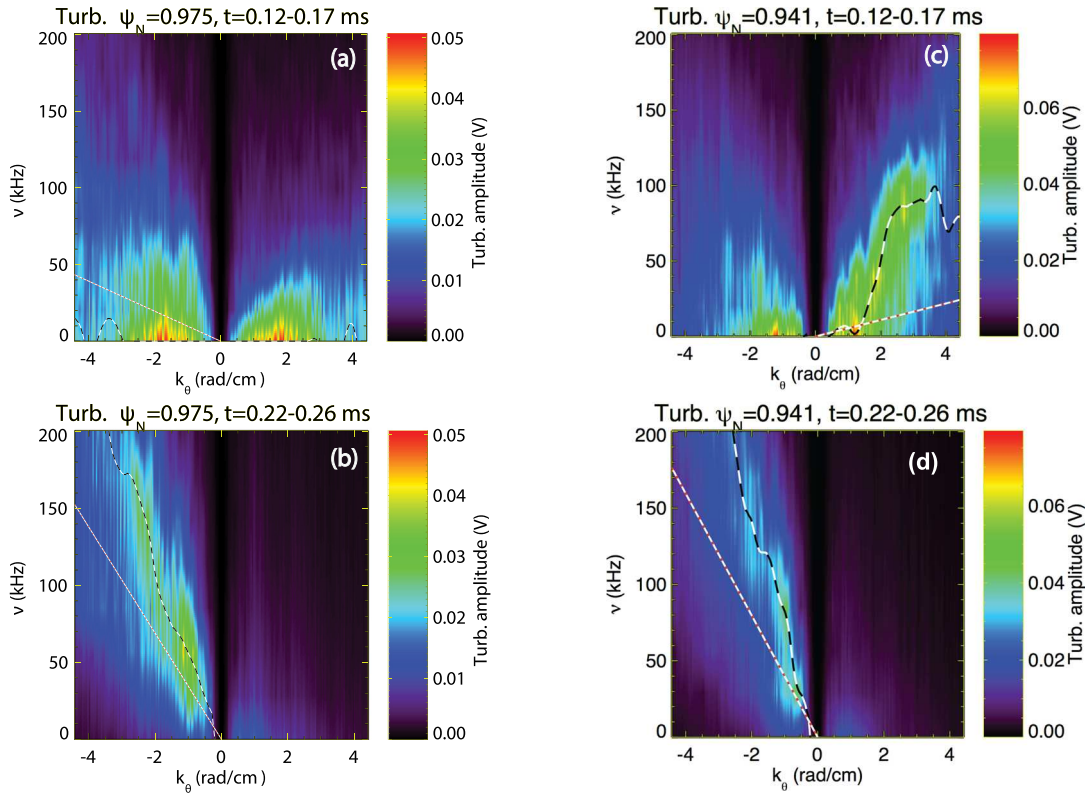 Turb. ψN=0.975, t=0.12-0.17 ms
(a)
200
150
100
50
0
ν (kHz)
-4 -2 0 2 4
kθ (rad/cm )
0.05
0.04
0.03
0.02
0.01
0.00
Turb. amplitude (V)
Turb. ψN=0.941, t=0.12-0.17 ms
(c)
200
150
100
50
0
ν (kHz)
-4 -2 0 2 4
kθ (rad/cm)
0.06
0.04
0.02
0.00
Turb. amplitude (V)
Turb. ψN=0.975, t=0.22-0.26 ms
(b)
200
150
100
50
0
ν (kHz)
-4 -2 0 2 4
kθ (rad/cm )
0.05
0.04
0.03
0.02
0.01
0.00
Turb. amplitude (V)
Turb. ψN=0.941, t=0.22-0.26 ms
(d)
200
150
100
50
0
ν (kHz)
-4 -2 0 2 4
kθ (rad/cm)
0.06
0.04
0.02
0.00
Turb. amplitude (V)